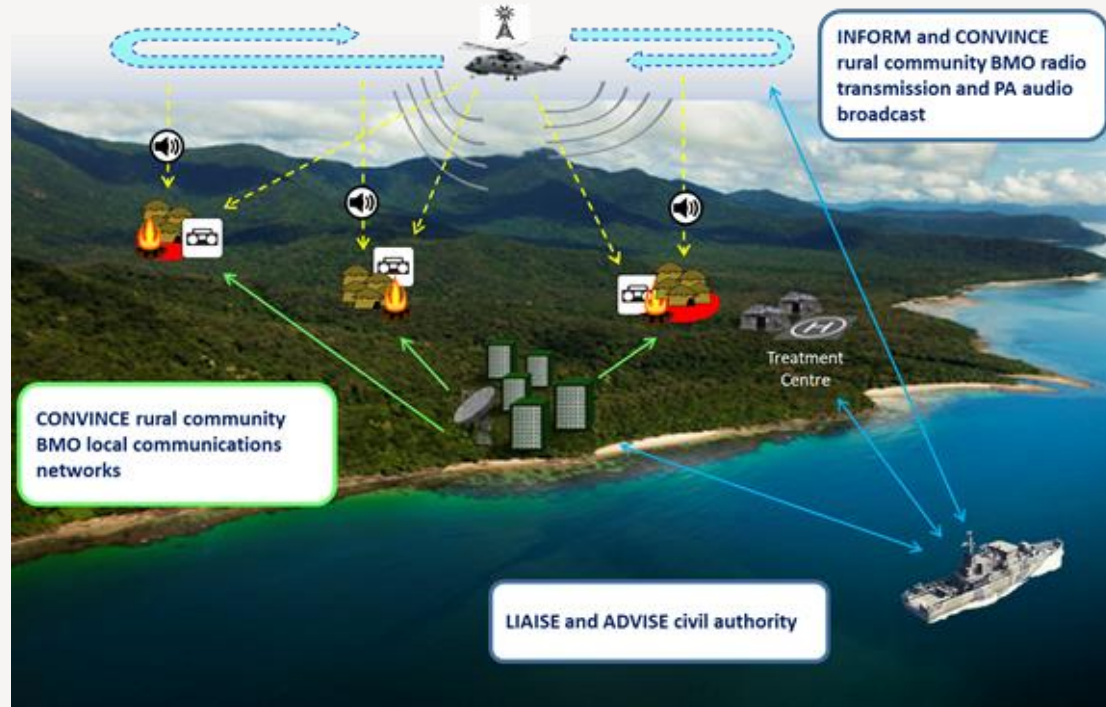 INFORM and CONVINCE
rural community BMO radio
transmission and PA audio
broadcast
H
Treatment
Centre
CONVINCE rural community
BMO local communications
networks
LIAISE and ADVISE civil authority